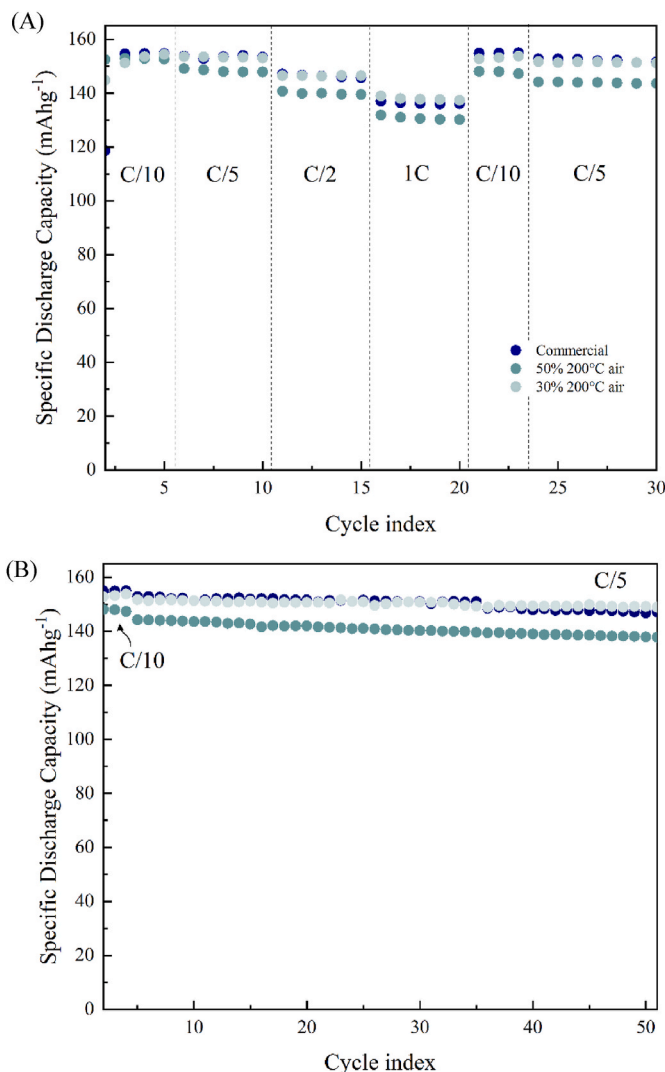 (A)
160
140
120
100
80
60
40
20
0
C/10
C/5
C/2
1C
C/10
C/5
Commercial
50% 200°C air
30% 200°C air
5
10
15
20
25
30
Specific Discharge Capacity (mAhg⁻¹)
Cycle index
(B)
160
140
120
100
80
60
40
20
0
C/5
C/10
10
20
30
40
50
Specific Discharge Capacity (mAhg⁻¹)
Cycle index